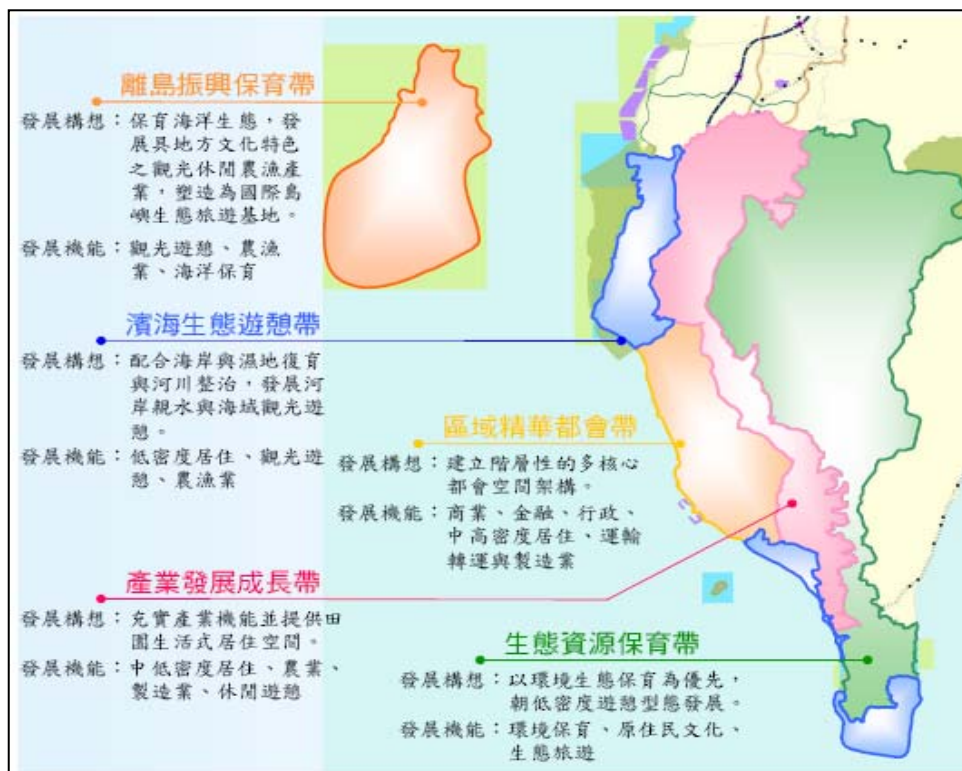 離島振興保育帶
發展構想：保育海洋生態，發
展具地方文化特色
之觀光休閒農漁產
業，塑造為國際島
嶼生態旅遊基地。
發展機能：觀光遊憩、農漁
業、海洋保育
濱海生態遊憩帶
發展構想：配合海岸與濕地復育
與河川整治，發展河
岸親水與海域觀光遊
憩。
發展機能：低密度居住、觀光遊
憩、農漁業
區域精華都會帶
發展構想：建立階層性的多核心
都會空間架構。
發展機能：商業、金融、行政、
中高密度居住、運輸
轉運與製造業
產業發展成長帶
發展構想：充實產業機能並提供田
園生活式居住空間。
發展機能：中低密度居住、農業、
製造業、休閒遊憩
生態資源保育帶
發展構想：以環境生態保育為優先，
朝低密度遊憩型態發展。
發展機能：環境保育、原住民文化、
生態旅遊